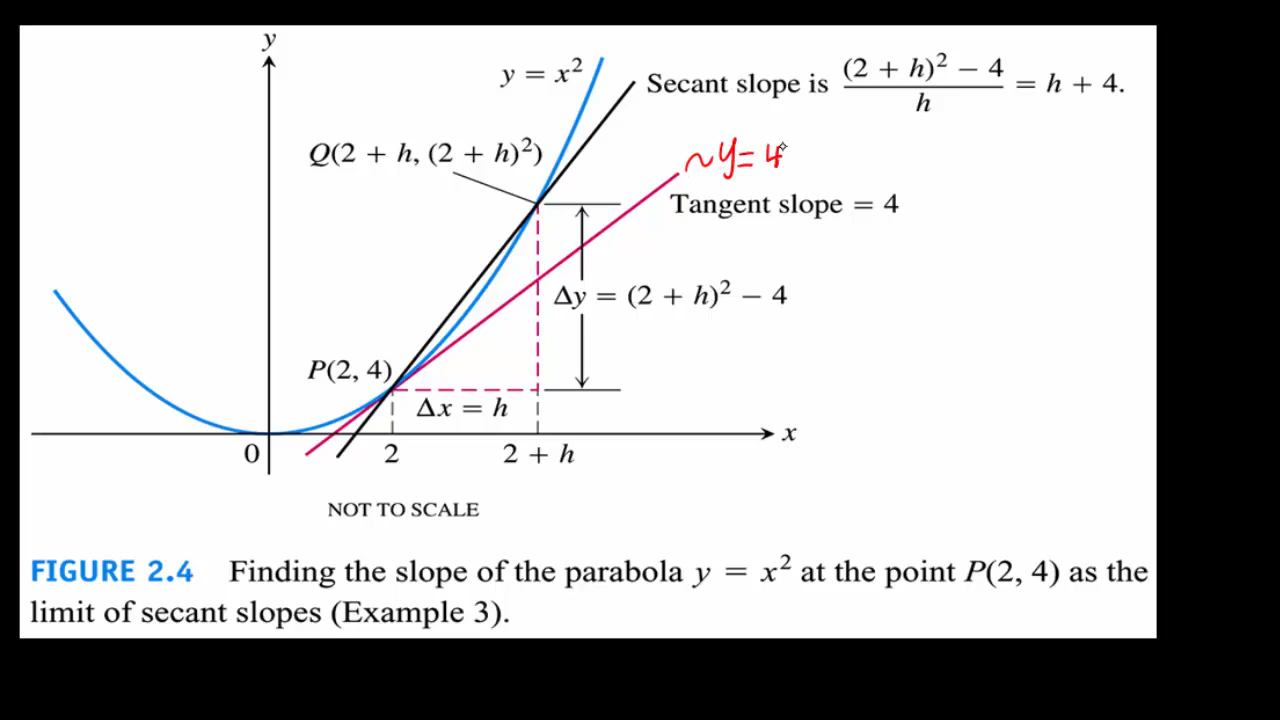 y
y = x²
Secant slope is ((2 + h)² − 4)/h = h + 4.
Q(2 + h, (2 + h)²)
~ y = 4
Tangent slope = 4
Δy = (2 + h)² − 4
P(2, 4)
Δx = h
x
0
2
2 + h
NOT TO SCALE
FIGURE 2.4 Finding the slope of the parabola y = x² at the point P(2, 4) as the
limit of secant slopes (Example 3).